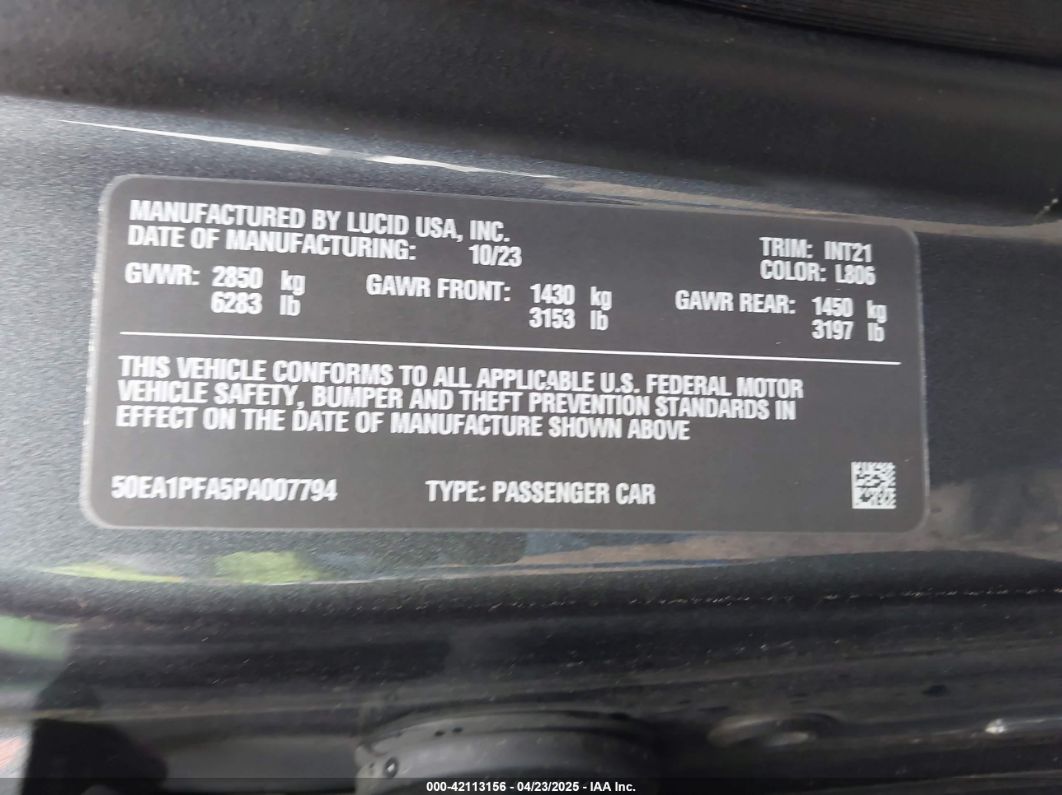 MANUFACTURED BY LUCID USA, INC.
DATE OF MANUFACTURING: 10/23
TRIM: INT21
COLOR: L806
GVWR: 2850 kg GAWR FRONT: 1430 kg GAWR REAR: 1450 kg
6283 lb 3153 lb 3197 lb
THIS VEHICLE CONFORMS TO ALL APPLICABLE U.S. FEDERAL MOTOR
VEHICLE SAFETY, BUMPER AND THEFT PREVENTION STANDARDS IN
EFFECT ON THE DATE OF MANUFACTURE SHOWN ABOVE
50EA1PFA5PA007794 TYPE: PASSENGER CAR
000-42113156 - 04/23/2025 - IAA Inc.